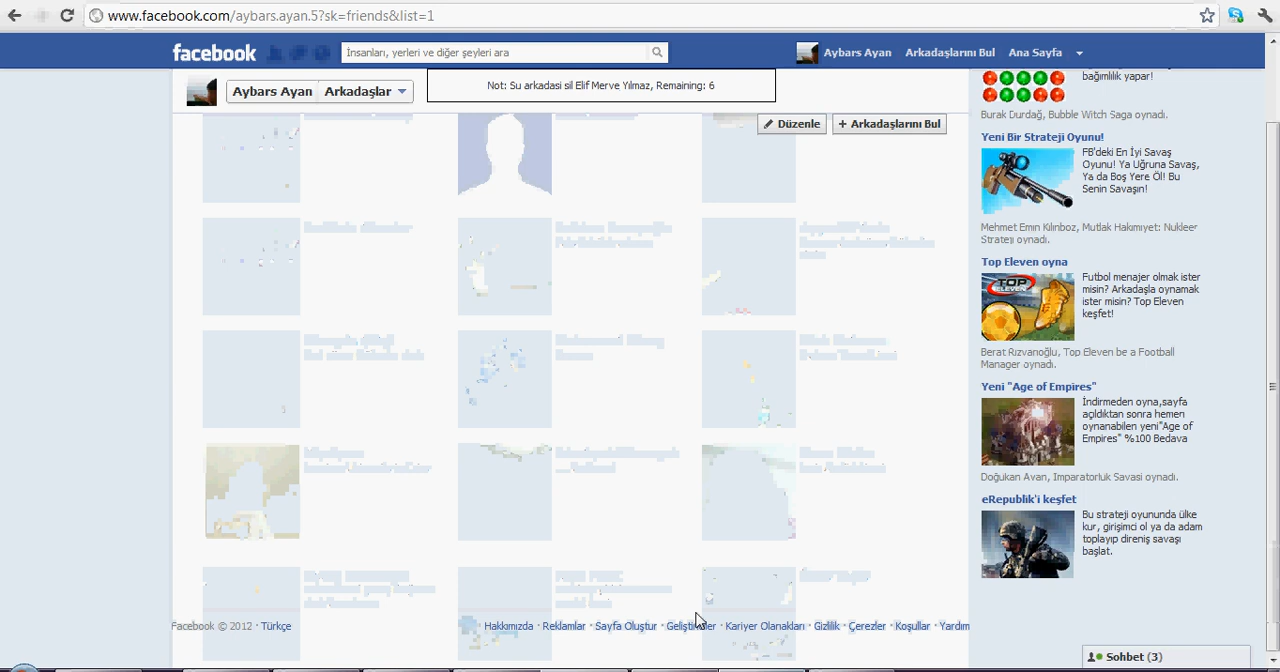 www.facebook.com/aybars.ayan.5?sk=friends&list=1
facebook
İnsanları, yerleri ve diğer şeyleri ara
Aybars Ayan
Arkadaşlarını Bul
Ana Sayfa
Aybars Ayan
Arkadaşlar
Not: Su arkadasi sil Elif Merve Yılmaz, Remaining: 6
Düzenle
+ Arkadaşlarını Bul
bağımlılık yapar!
Burak Durdağ, Bubble Witch Saga oynadı.
Yeni Bir Strateji Oyunu!
FB'deki En İyi Savaş
Oyunu! Ya Uğruna Savaş,
Ya da Boş Yere Öl! Bu
Senin Savaşın!
Mehmet Emin Kılınboz, Mutlak Hakimiyet: Nükleer
Strateji oynadı.
Top Eleven oyna
TOP ELEVEN
Futbol menajer olmak ister
misin? Arkadaşla oynamak
ister misin? Top Eleven
keşfet!
Berat Rızvanoğlu, Top Eleven be a Football
Manager oynadı.
Yeni "Age of Empires"
İndirmeden oyna,sayfa
açıldıktan sonra hemen
oynanabilen yeni"Age of
Empires" %100 Bedava
Doğukan Avan, İmparatorluk Savası oynadı.
eRepublik'i keşfet
Bu strateji oyununda ülke
kur, girişimci ol ya da adam
toplayıp direniş savaşı
başlat.
Facebook © 2012 · Türkçe
Hakkımızda · Reklamlar · Sayfa Oluştur · · Kariyer Olanakları · Gizlilik · Çerezler · Koşullar · Yardım
Sohbet (3)